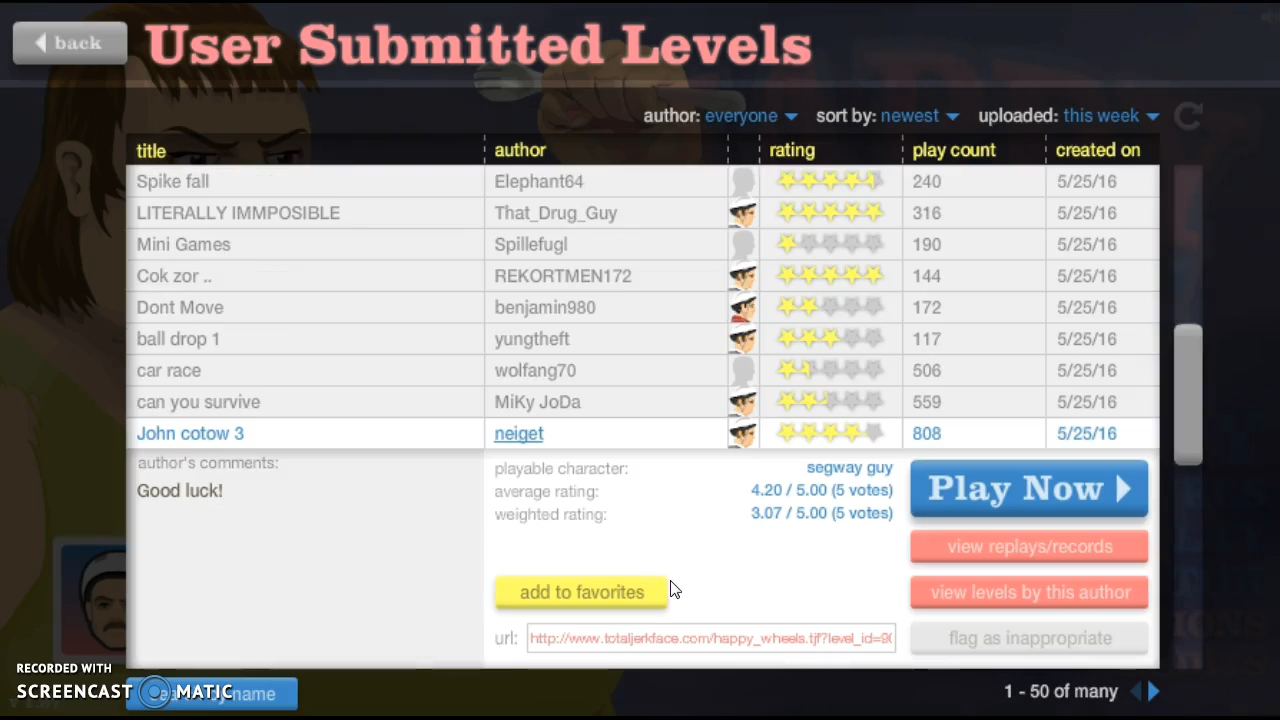 back
User Submitted Levels
author: everyone sort by: newest uploaded: this week
title author rating play count created on
Spike fall Elephant64 240 5/25/16
LITERALLY IMMPOSIBLE That_Drug_Guy 316 5/25/16
Mini Games Spillefugl 190 5/25/16
Cok zor .. REKORTMEN172 144 5/25/16
Dont Move benjamin980 172 5/25/16
ball drop 1 yungtheft 117 5/25/16
car race wolfang70 506 5/25/16
can you survive MiKy JoDa 559 5/25/16
John cotow 3 neiget 808 5/25/16
author's comments:
Good luck!
playable character: segway guy
average rating: 4.20 / 5.00 (5 votes)
weighted rating: 3.07 / 5.00 (5 votes)
Play Now
view replays/records
add to favorites
view levels by this author
url: http://www.totaljerkface.com/happy_wheels.tjf?level_id=9
flag as inappropriate
RECORDED WITH
SCREENCAST MATIC
name
1 - 50 of many